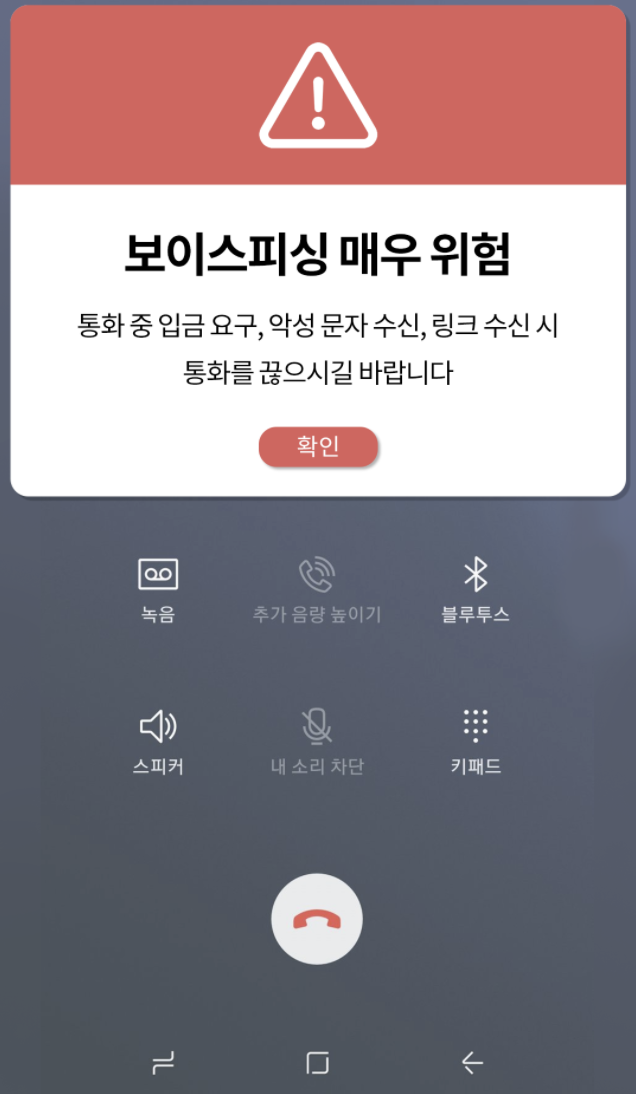 보이스피싱 매우 위험
통화 중 입금 요구, 악성 문자 수신, 링크 수신 시
통화를 끊으시길 바랍니다
확인
녹음
추가 음량 높이기
블루투스
스피커
내 소리 차단
키패드